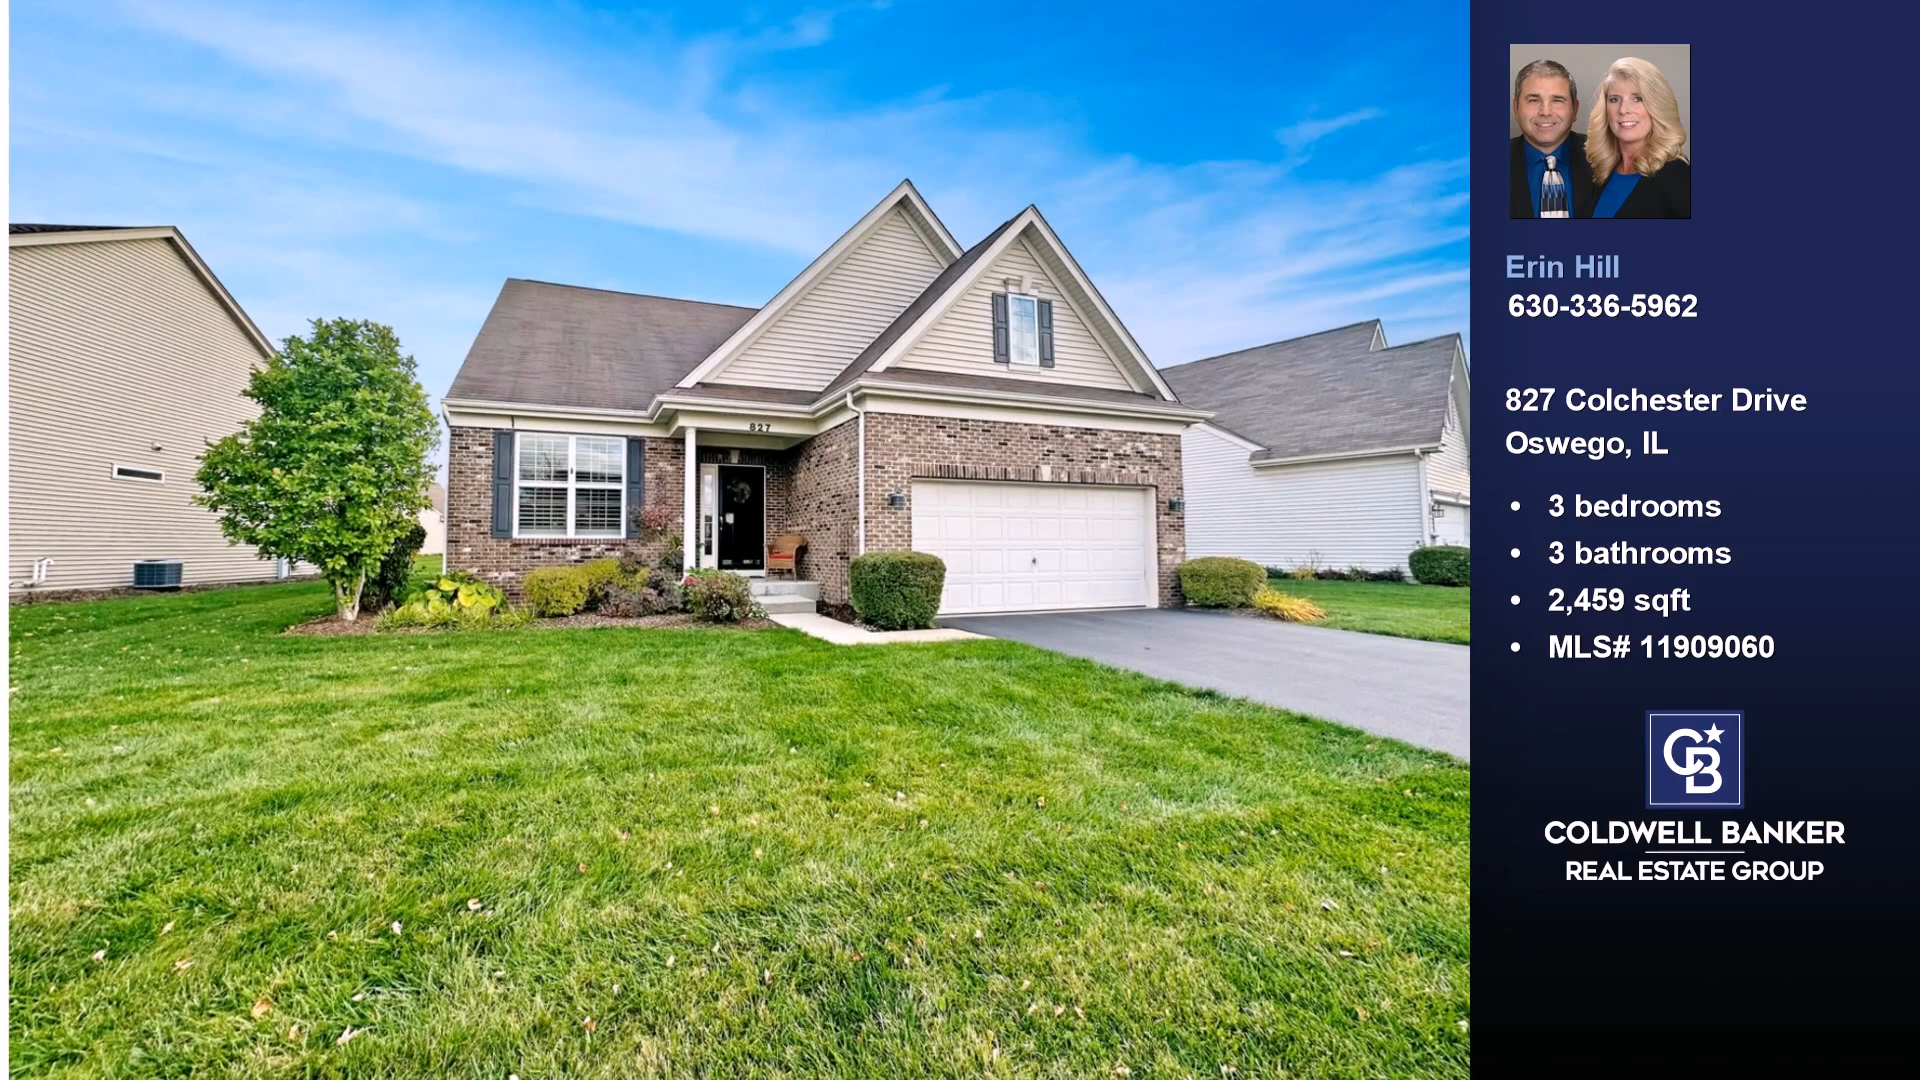 827
Erin Hill
630-336-5962
827 Colchester Drive
Oswego, IL
• 3 bedrooms
• 3 bathrooms
• 2,459 sqft
• MLS# 11909060
CB
COLDWELL BANKER
REAL ESTATE GROUP